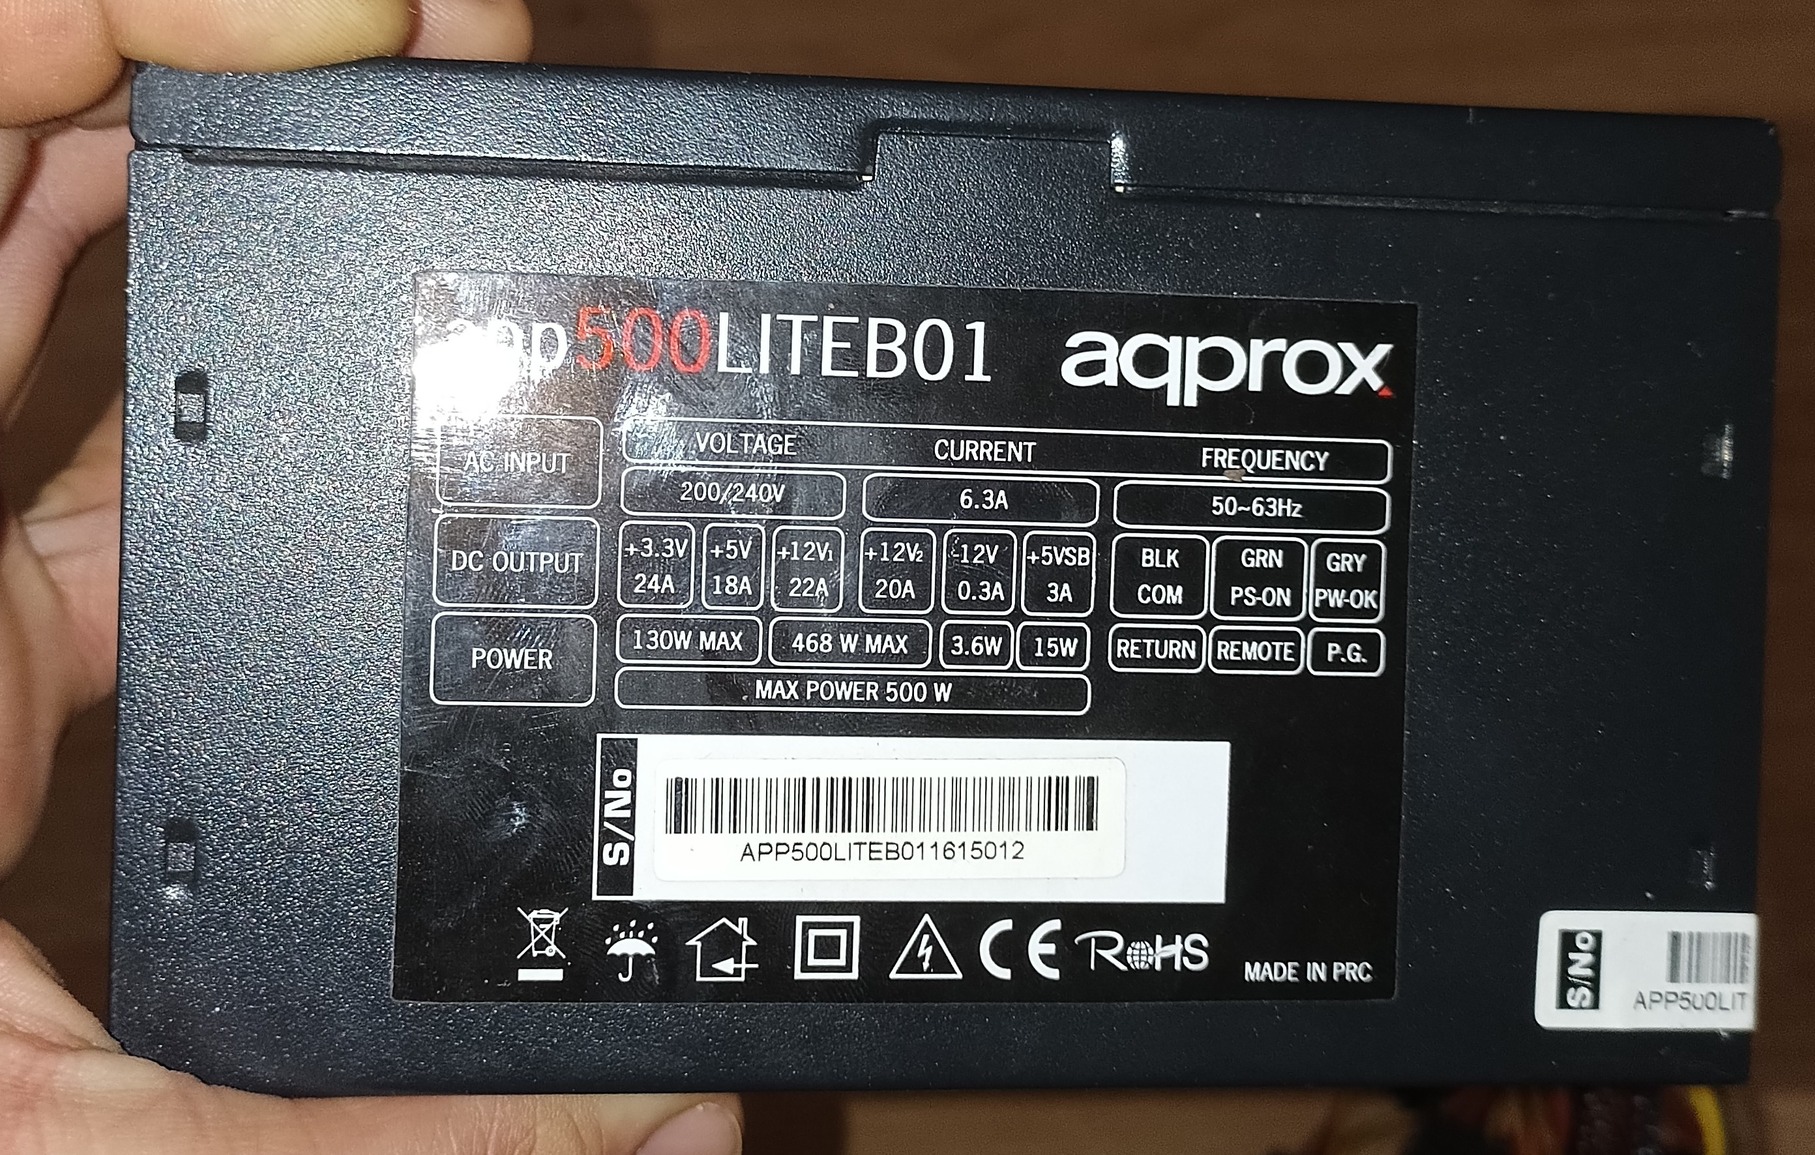 app500LITEB01 aqprox
AC INPUT VOLTAGE CURRENT FREQUENCY
200/240V 6.3A 50~63Hz
DC OUTPUT +3.3V +5V +12V₁ +12V₂ -12V +5VSB BLK GRN GRY
24A 18A 22A 20A 0.3A 3A COM PS-ON PW-OK
POWER 130W MAX 468 W MAX 3.6W 15W RETURN REMOTE P.G.
MAX POWER 500 W
S/No
APP500LITEB011615012
CE RoHS MADE IN PRC
S/No
APP500LIT